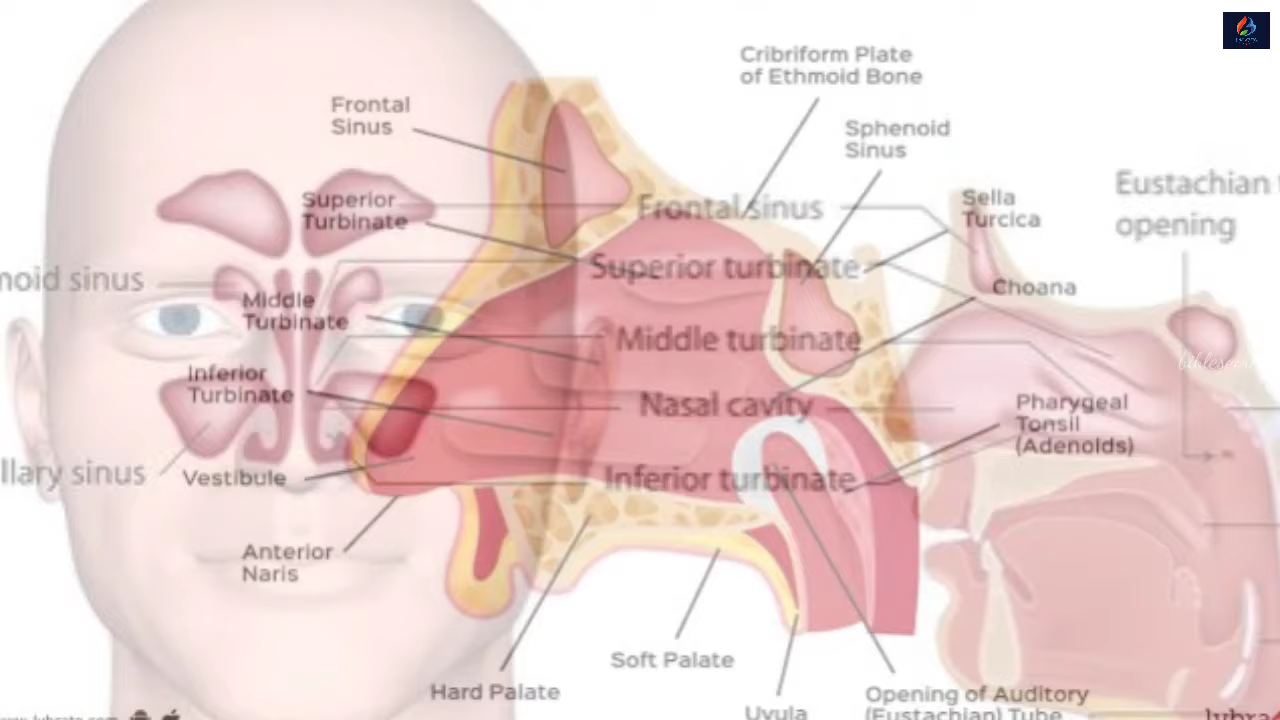 Cribriform Plate
of Ethmoid Bone
Frontal
Sinus
Sphenoid
Sinus
Eustachian
opening
Superior
Turbinate
Frontal sinus
Sella
Turcica
moid sinus
Superior turbinate
Choana
Middle
Turbinate
Middle turbinate
Inferior
Turbinate
Nasal cavity
Pharygeal
Tonsil
(Adenolds)
llary sinus
Vestibule
Inferior turbinate
Anterior
Naris
Soft Palate
Hard Palate
Uvula
Opening of Auditory
(Eustachian) Tube